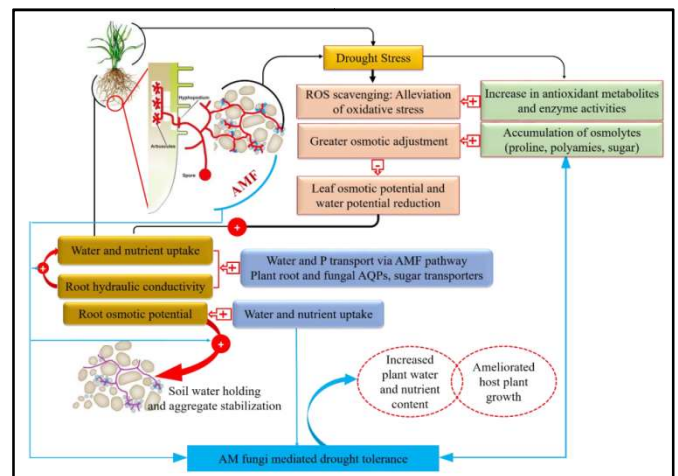 Drought Stress
ROS scavenging: Alleviation
of oxidative stress
+
Increase in antioxidant metabolites
and enzyme activities
Greater osmotic adjustment
+
Accumulation of osmolytes
(proline, polyamies, sugar)
-
Leaf osmotic potential and
water potential reduction
Hyphopodium
Arbuscules
Spore
AMF
+
Water and nutrient uptake
+
Root hydraulic conductivity
+
Water and P transport via AMF pathway
Plant root and fungal AQPs, sugar transporters
Root osmotic potential
+
Water and nutrient uptake
+
Soil water holding
and aggregate stabilization
Increased
plant water
and nutrient
content
Ameliorated
host plant
growth
AM fungi mediated drought tolerance